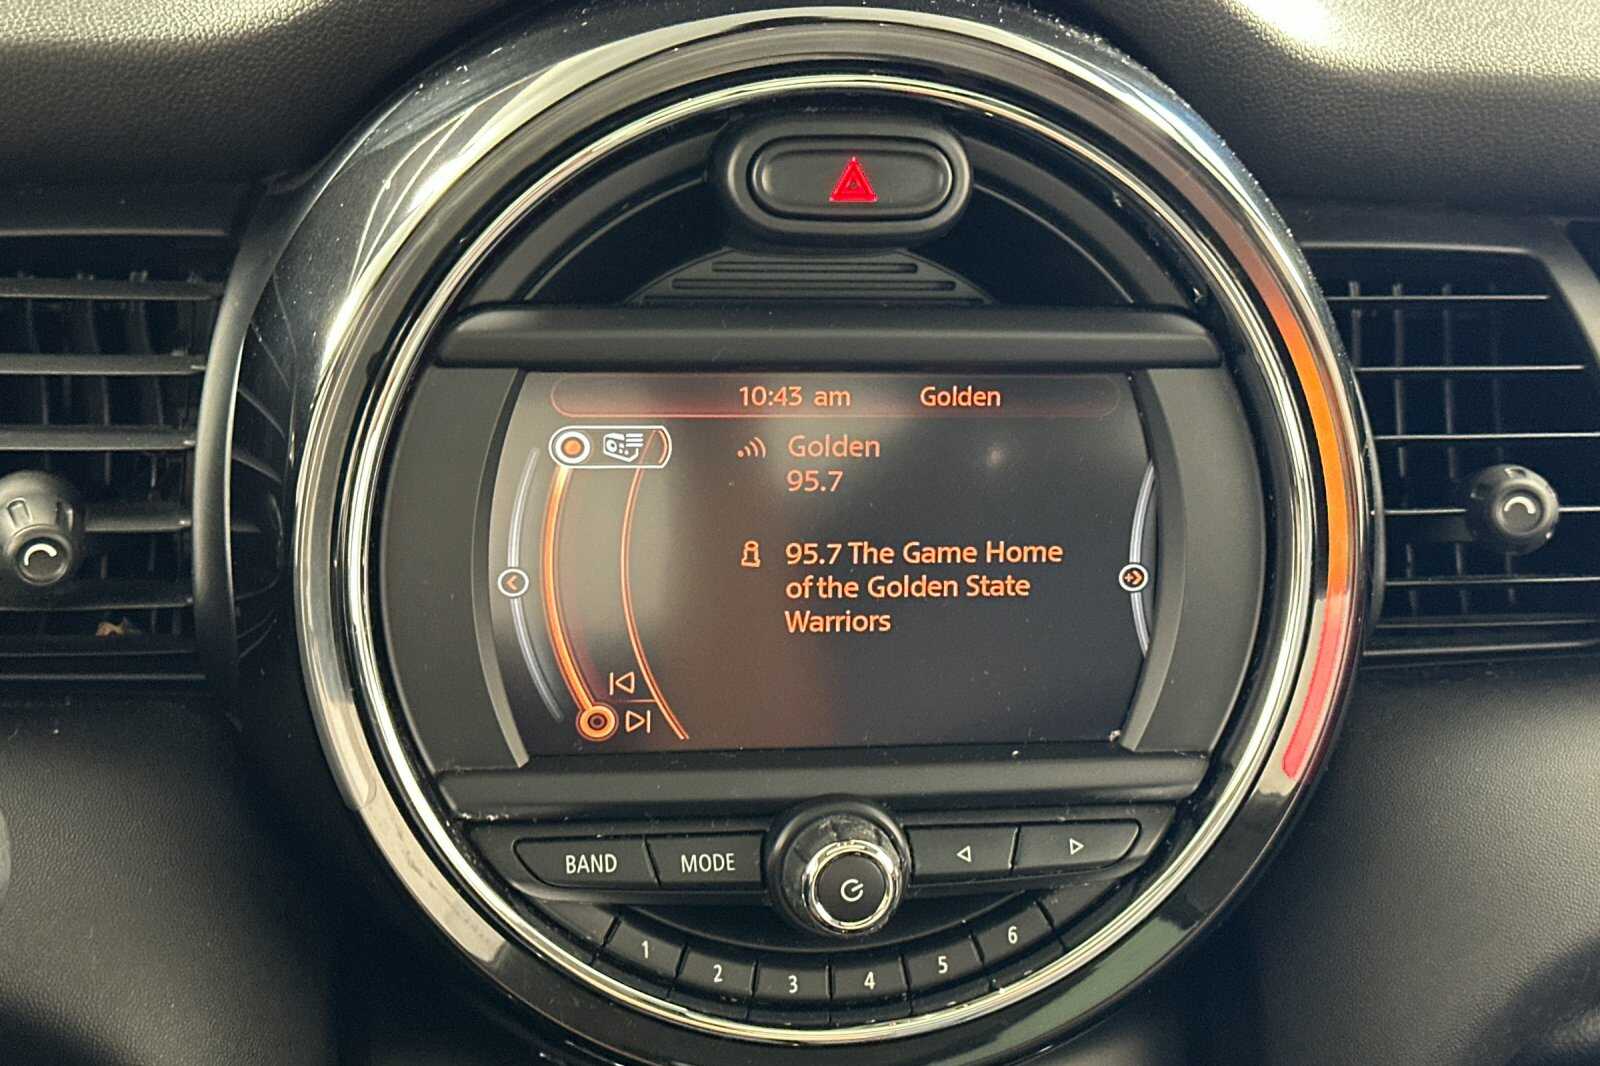 10:43 am Golden
Golden
95.7
95.7 The Game Home
of the Golden State
Warriors
BAND MODE
1 2 3 4 5 6